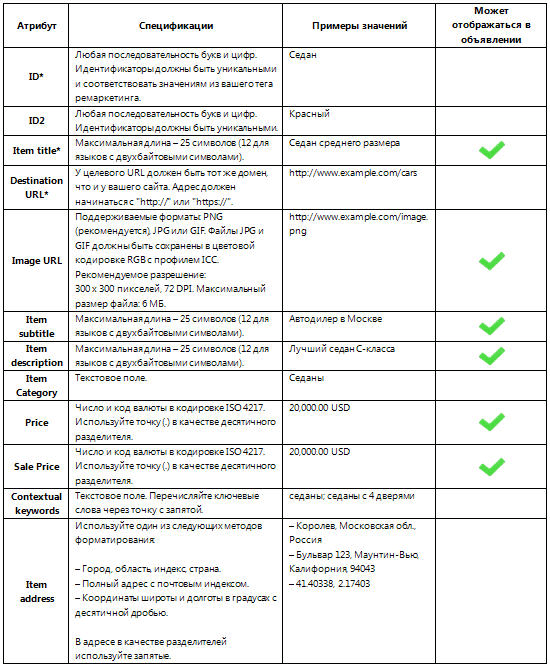 Атрибут
Спецификации
Примеры значений
Может
отображаться в
объявлении
ID*
Любая последовательность букв и цифр.
Идентификаторы должны быть уникальными
и соответствовать значениям из вашего тега
ремаркетинга.
Седан
ID2
Любая последовательность букв и цифр.
Идентификаторы должны быть уникальными.
Красный
Item title*
Максимальная длина – 25 символов (12 для
языков с двухбайтовыми символами).
Седан среднего размера
Destination
URL*
У целевого URL должен быть тот же домен,
что и у вашего сайта. Адрес должен
начинаться с "http://" или "https://".
http://www.example.com/cars
Image URL
Поддерживаемые форматы: PNG
(рекомендуется), JPG или GIF. Файлы JPG и
GIF должны быть сохранены в цветовой
кодировке RGB с профилем ICC.
Рекомендуемое разрешение:
300 x 300 пикселей, 72 DPI. Максимальный
размер файла: 6 МБ.
http://www.example.com/image.
png
Item
subtitle
Максимальная длина – 25 символов (12 для
языков с двухбайтовыми символами).
Автодилер в Москве
Item
description
Максимальная длина – 25 символов (12 для
языков с двухбайтовыми символами).
Лучший седан С-класса
Item
Category
Текстовое поле.
Седаны
Price
Число и код валюты в кодировке ISO 4217.
Используйте точку (.) в качестве десятичного
разделителя.
20,000.00 USD
Sale Price
Число и код валюты в кодировке ISO 4217.
Используйте точку (.) в качестве десятичного
разделителя.
20,000.00 USD
Contextual
keywords
Текстовое поле. Перечисляйте ключевые
слова через точку с запятой.
седаны; седаны с 4 дверями
Item
address
Используйте один из следующих методов
форматирования:
– Город, область, индекс, страна.
– Полный адрес с почтовым индексом.
– Координаты широты и долготы в градусах с
десятичной дробью.
В адресе в качестве разделителей
используйте запятые.
– Королев, Московская обл.,
Россия
– Бульвар 123, Маунтин-Вью,
Калифорния, 94043
– 41.40338, 2.17403